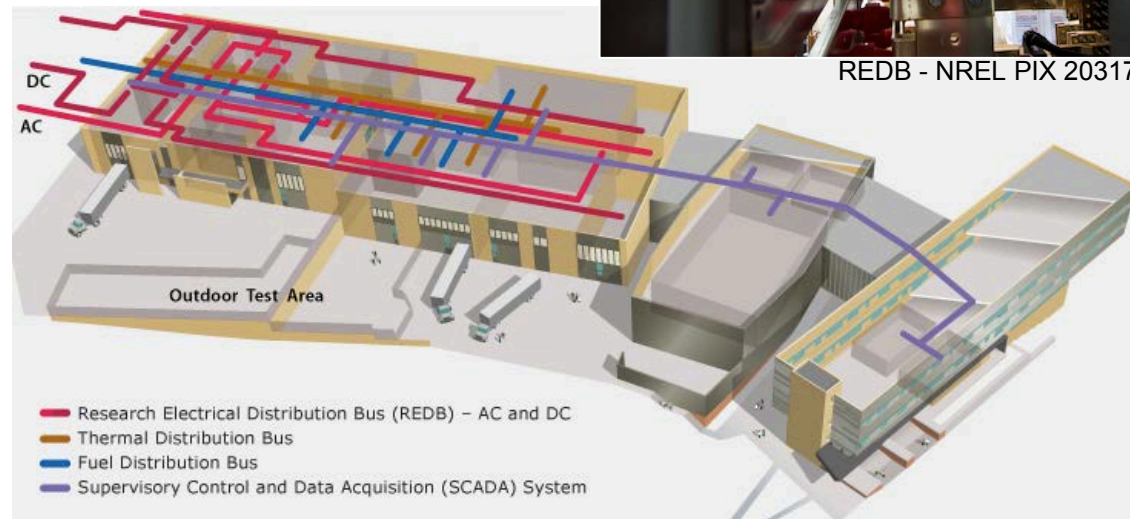 REDB - NREL PIX 20317
DC
AC
Outdoor Test Area
Research Electrical Distribution Bus (REDB) – AC and DC
Thermal Distribution Bus
Fuel Distribution Bus
Supervisory Control and Data Acquisition (SCADA) System